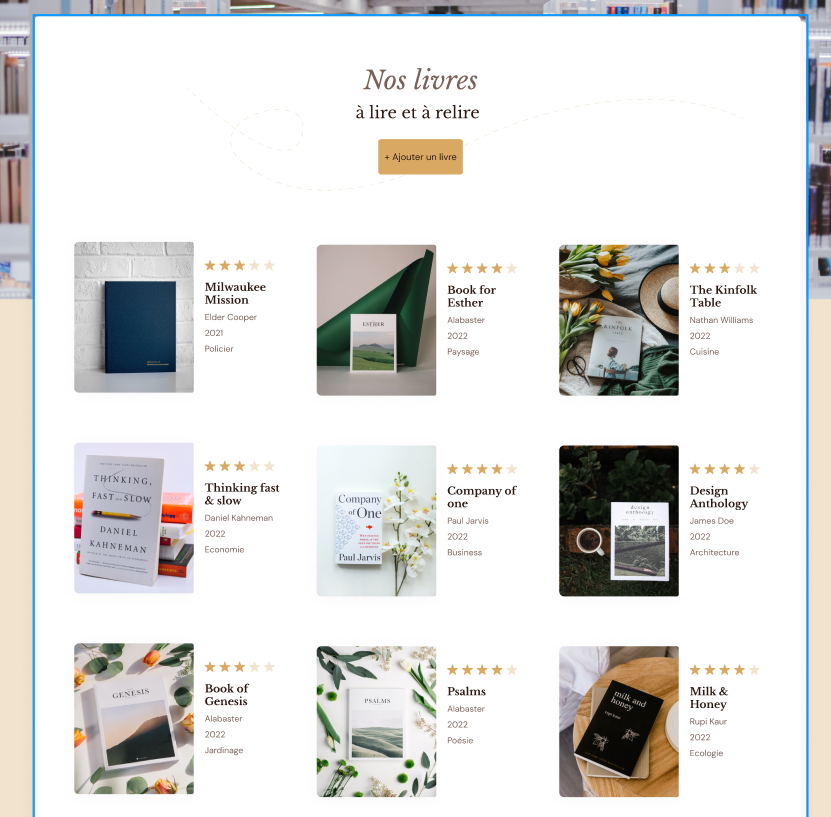 Nos livres
à lire et à relire
+ Ajouter un livre
Milwaukee
Mission
Elder Cooper
2021
Policier
ESTHER
Book for
Esther
Alabaster
2022
Paysage
THE
KINFOLK
TABLE
The Kinfolk
Table
Nathan Williams
2022
Cuisine
THINKING,
FAST AND SLOW
DANIEL
KAHNEMAN
Thinking fast
& slow
Daniel Kahneman
2022
Economie
Company
of One
Paul Jarvis
Company of
one
Paul Jarvis
2022
Business
design
anthology
Design
Anthology
James Doe
2022
Architecture
GENESIS
Book of
Genesis
Alabaster
2022
Jardinage
PSALMS
Psalms
Alabaster
2022
Poésie
milk and
honey
rupi kaur
Milk &
Honey
Rupi Kaur
2022
Ecologie